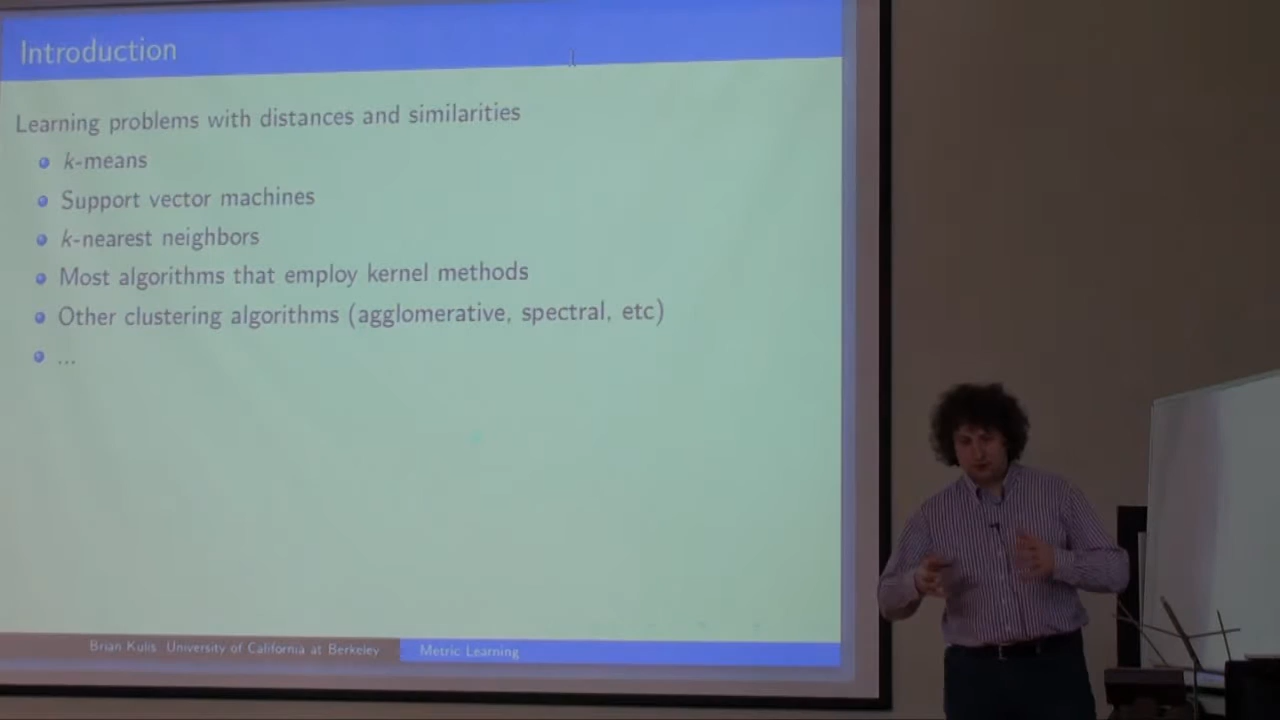 Introduction
Learning problems with distances and similarities
k-means
Support vector machines
k-nearest neighbors
Most algorithms that employ kernel methods
Other clustering algorithms (agglomerative, spectral, etc)
...
Brian Kulis University of California at Berkeley
Metric Learning